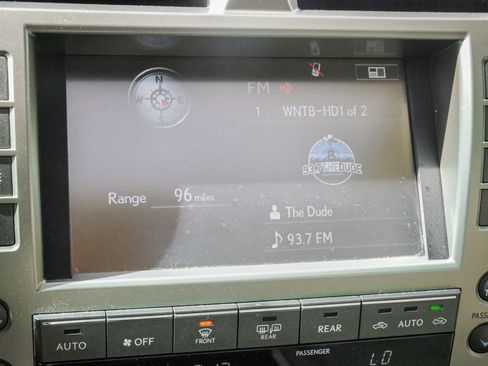 N
W E
S
FM
1 WNTB-HD1 of 2
93.7 THE DUDE
Range 96 miles
The Dude
93.7 FM
AUTO
OFF
FRONT
REAR
REAR
AUTO
PASSENGER
LO